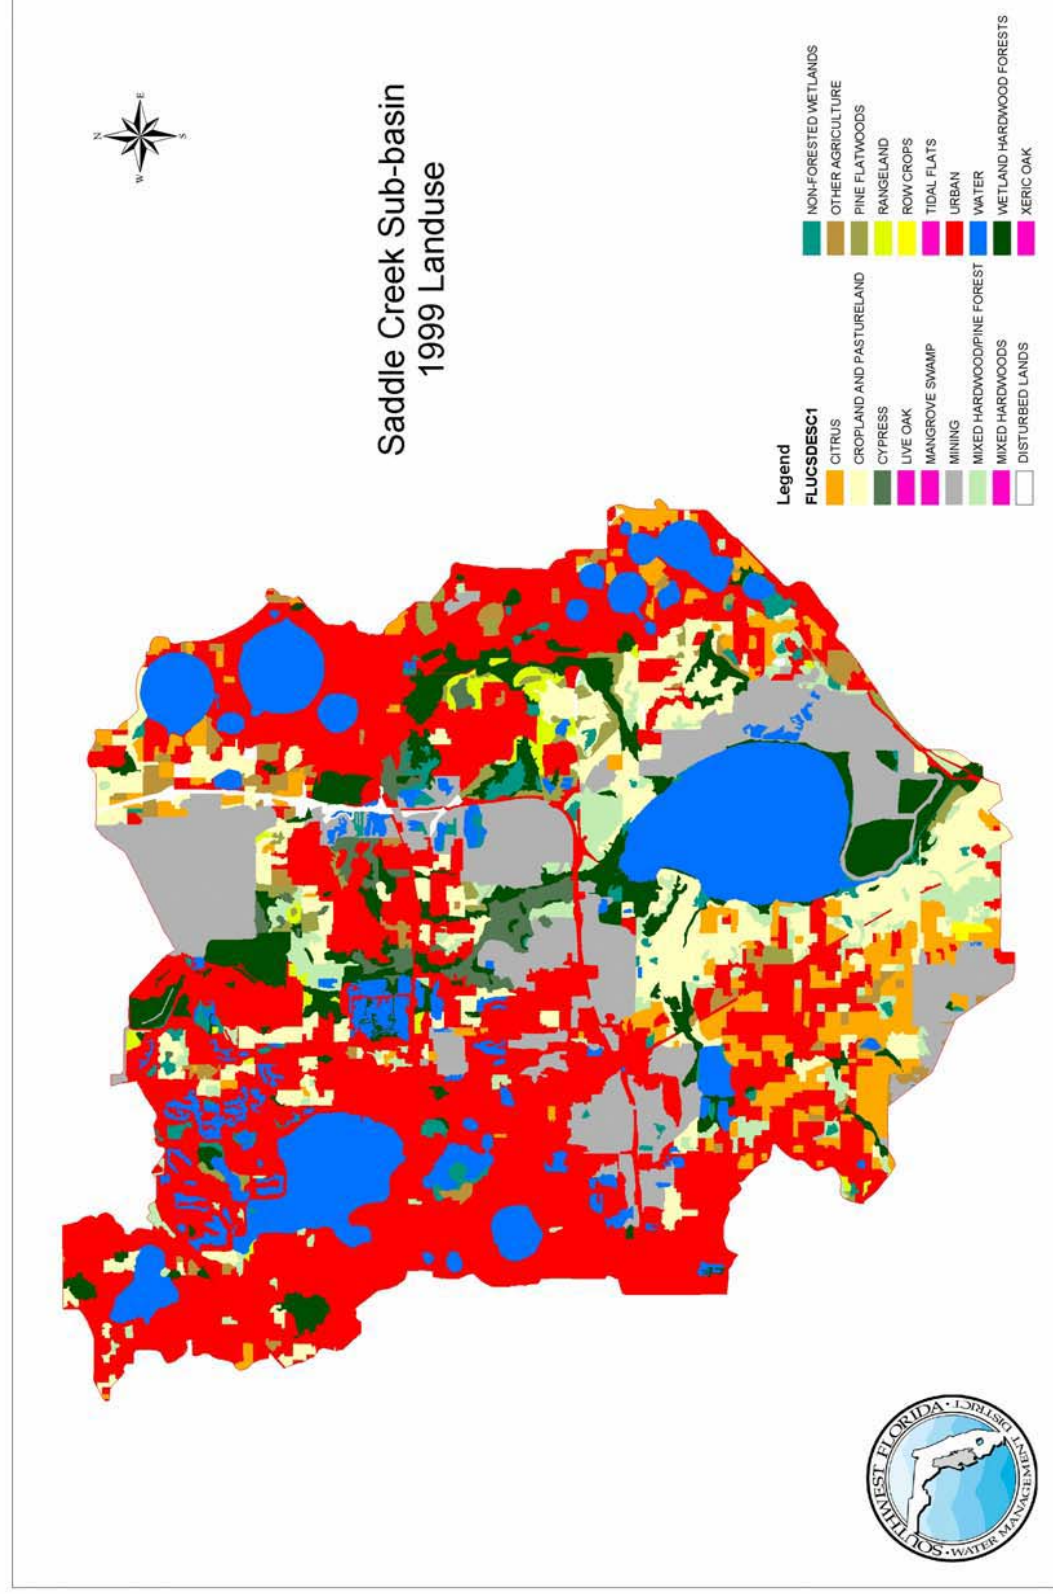 Saddle Creek Sub-basin
1999 Landuse
N
W
E
S
Legend
FLUCSDESC1
CITRUS
CROPLAND AND PASTURELAND
CYPRESS
LIVE OAK
MANGROVE SWAMP
MINING
MIXED HARDWOOD/PINE FOREST
MIXED HARDWOODS
DISTURBED LANDS
NON-FORESTED WETLANDS
OTHER AGRICULTURE
PINE FLATWOODS
RANGELAND
ROW CROPS
TIDAL FLATS
URBAN
WATER
WETLAND HARDWOOD FORESTS
XERIC OAK
SOUTHWEST FLORIDA
WATER MANAGEMENT DISTRICT